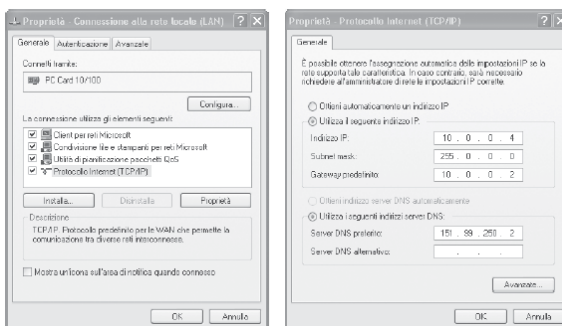 Proprietà - Connessione alla rete locale (LAN)
Generale
Autenticazione
Avanzate
Connetti tramite:
PC Card 10/100
Configura...
La connessione utilizza gli elementi seguenti:
Client per reti Microsoft
Condivisione file e stampanti per reti Microsoft
Utilità di pianificazione pacchetti QoS
Protocollo Internet (TCP/IP)
Installa...
Disinstalla
Proprietà
Descrizione
TCP/IP. Protocollo predefinito per le WAN che permette la
comunicazione tra diverse reti interconnesse.
Mostra un'icona sull'area di notifica quando connesso
OK
Annulla
Proprietà - Protocollo Internet (TCP/IP)
Generale
È possibile ottenere l'assegnazione automatica delle impostazioni IP se la
rete supporta tale caratteristica. In caso contrario, sarà necessario
richiedere all'amministratore di rete le impostazioni IP corrette.
Ottieni automaticamente un indirizzo IP
Utilizza il seguente indirizzo IP:
Indirizzo IP: 10 . 0 . 0 . 4
Subnet mask: 255 . 0 . 0 . 0
Gateway predefinito: 10 . 0 . 0 . 2
Ottieni indirizzo server DNS automaticamente
Utilizza i seguenti indirizzi server DNS:
Server DNS preferito: 151 . 99 . 250 . 2
Server DNS alternativo: . . .
Avanzate...
OK
Annulla